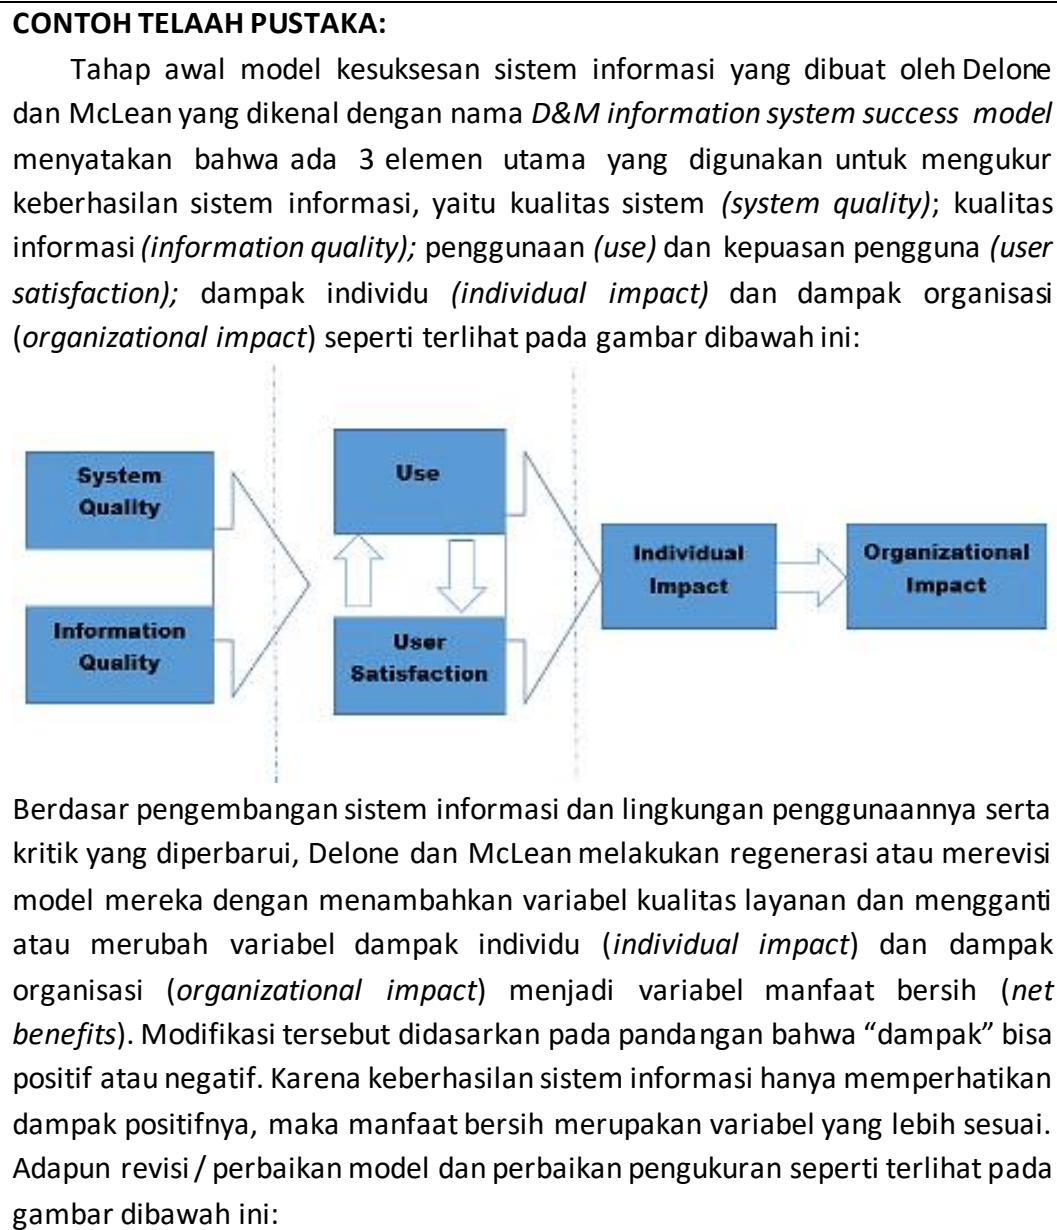 CONTOH TELAAH PUSTAKA:
Tahap awal model kesuksesan sistem informasi yang dibuat oleh Delone
dan McLean yang dikenal dengan nama D&M information system success model
menyatakan bahwa ada 3 elemen utama yang digunakan untuk mengukur
keberhasilan sistem informasi, yaitu kualitas sistem (system quality); kualitas
informasi (information quality); penggunaan (use) dan kepuasan pengguna (user
satisfaction); dampak individu (individual impact) dan dampak organisasi
(organizational impact) seperti terlihat pada gambar dibawah ini:
System
Quality
Information
Quality
Use
User
Satisfaction
Individual
Impact
Organizational
Impact
Berdasar pengembangan sistem informasi dan lingkungan penggunaannya serta
kritik yang diperbarui, Delone dan McLean melakukan regenerasi atau merevisi
model mereka dengan menambahkan variabel kualitas layanan dan mengganti
atau merubah variabel dampak individu (individual impact) dan dampak
organisasi (organizational impact) menjadi variabel manfaat bersih (net
benefits). Modifikasi tersebut didasarkan pada pandangan bahwa “dampak” bisa
positif atau negatif. Karena keberhasilan sistem informasi hanya memperhatikan
dampak positifnya, maka manfaat bersih merupakan variabel yang lebih sesuai.
Adapun revisi / perbaikan model dan perbaikan pengukuran seperti terlihat pada
gambar dibawah ini: